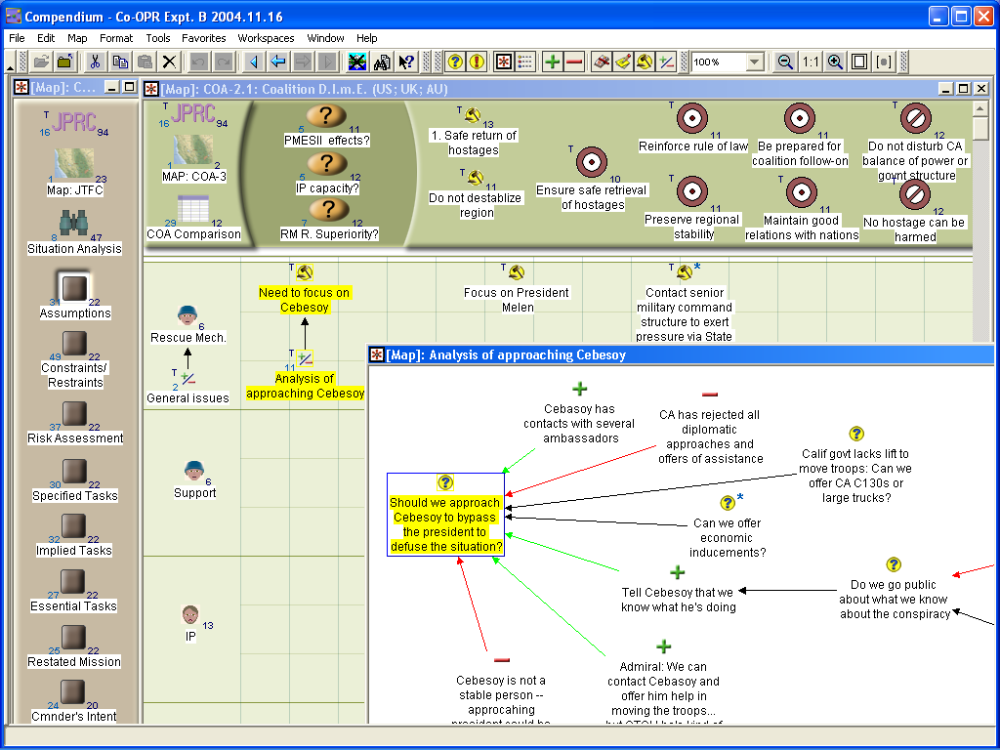 Compendium - Co-OPR Expt. B 2004.11.16
File Edit Map Format Tools Favorites Workspaces Window Help
100%
1:1
[Map]: C...
T
JPRC
16 94
1 23
Map: JTFC
8 47
Situation Analysis
31 22
Assumptions
49 22
Constraints/
Restraints
37 22
Risk Assessment
30 22
Specified Tasks
32 22
Implied Tasks
27 22
Essential Tasks
25 22
Restated Mission
24 20
Cmnder's Intent
[Map]: COA-2.1: Coalition D.I.m.E. (US; UK; AU)
T
JPRC
16 94
1 2
MAP: COA-3
29 12
COA Comparison
5 11
PMESII effects?
5 12
IP capacity?
7 12
RM R. Superiority?
T
13
1. Safe return of
hostages
T
11
Do not destablize
region
T
10
Ensure safe retrieval
of hostages
T
11
Reinforce rule of law
T
11
Preserve regional
stability
T
11
Be prepared for
coalition follow-on
T
11
Maintain good
relations with nations
T
12
Do not disturb CA
balance of power or
govnt structure
T
12
No hostage can be
harmed
6
Rescue Mech.
T
2
General issues
6
Support
13
IP
T
Need to focus on
Cebesoy
T
11
Analysis of
approaching Cebesoy
T
Focus on President
Melen
T *
Contact senior
military command
structure to exert
pressure via State
[Map]: Analysis of approaching Cebesoy
Cebasoy has
contacts with several
ambassadors
CA has rejected all
diplomatic
approaches and
offers of assistance
Calif govt lacks lift to
move troops: Can we
offer CA C130s or
large trucks?
Should we approach
Cebesoy to bypass
the president to
defuse the situation?
*
Can we offer
economic
inducements?
Tell Cebesoy that we
know what he's doing
Do we go public
about what we know
about the conspiracy
Cebesoy is not a
stable person --
approcahing
president could be
Admiral: We can
contact Cebasoy and
offer him help in
moving the troops...